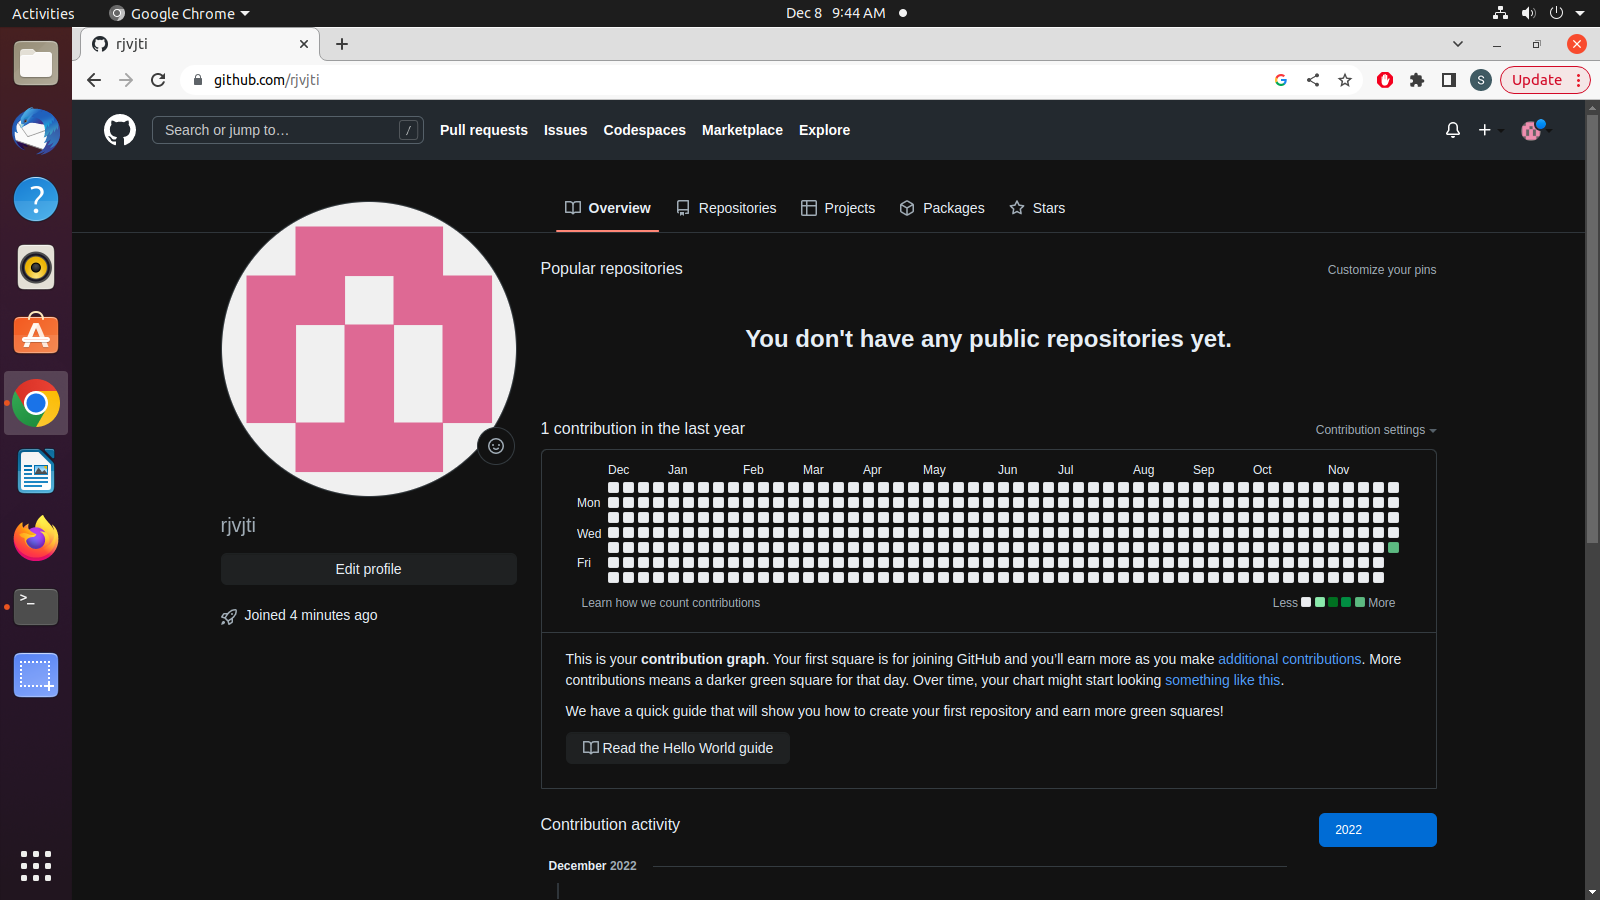 Activities
Google Chrome
Dec 8 9:44 AM
rjvjti
github.com/rjvjti
S
Update
Search or jump to…
/
Pull requests
Issues
Codespaces
Marketplace
Explore
Overview
Repositories
Projects
Packages
Stars
Popular repositories
Customize your pins
You don't have any public repositories yet.
1 contribution in the last year
Contribution settings
Dec Jan Feb Mar Apr May Jun Jul Aug Sep Oct Nov
Mon
Wed
Fri
Learn how we count contributions
Less
More
rjvjti
Edit profile
Joined 4 minutes ago
This is your contribution graph. Your first square is for joining GitHub and you’ll earn more as you make additional contributions. More
contributions means a darker green square for that day. Over time, your chart might start looking something like this.
We have a quick guide that will show you how to create your first repository and earn more green squares!
Read the Hello World guide
Contribution activity
2022
December 2022